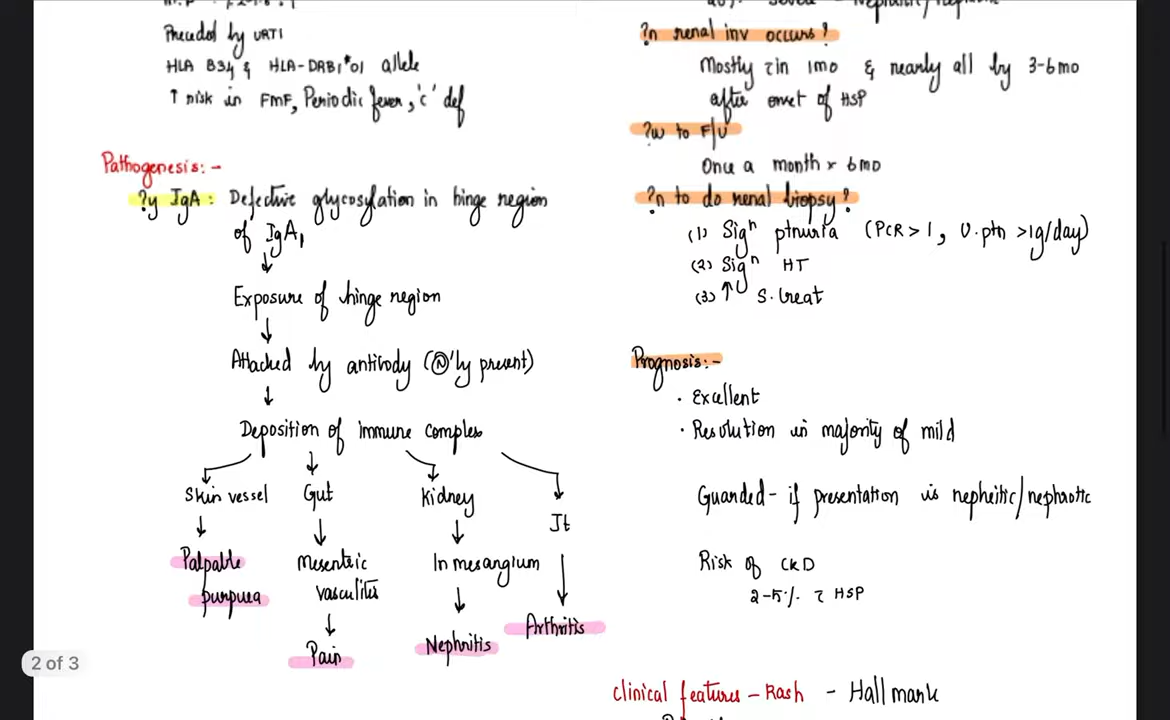 Preceded by URTI
HLA B34 & HLA-DRB1*01 allele
↑ risk in FMF, Periodic fever, 'c' def
Pathogenesis:-
?y IgA: Defective glycosylation in hinge region
of IgA,
↓
Exposure of hinge region
↓
Attacked by antibody (Ⓝ'ly present)
↓
Deposition of immune complex
Skin vessel Gut Kidney Jt
Palpable purpura
Mesenteric vasculitis
↓
Pain
In mesangium
↓
Nephritis
Arthritis
2 of 3
?n renal inv occurs?
Mostly τin 1mo & nearly all by 3-6mo
after onset of HSP
?w to F/U
Once a month × 6mo
?n to do renal biopsy?
(1) Sigⁿ ptnuria (PCR > 1, U.ptn >1g/day)
(2) Sigⁿ HT
(3) ↑ S.Creat
Prognosis:-
· Excellent
· Resolution in majority of mild
Guarded- if presentation is nephritic/nephrotic
Risk of CKD
2-5% τ HSP
Clinical features - Rash - Hallmark